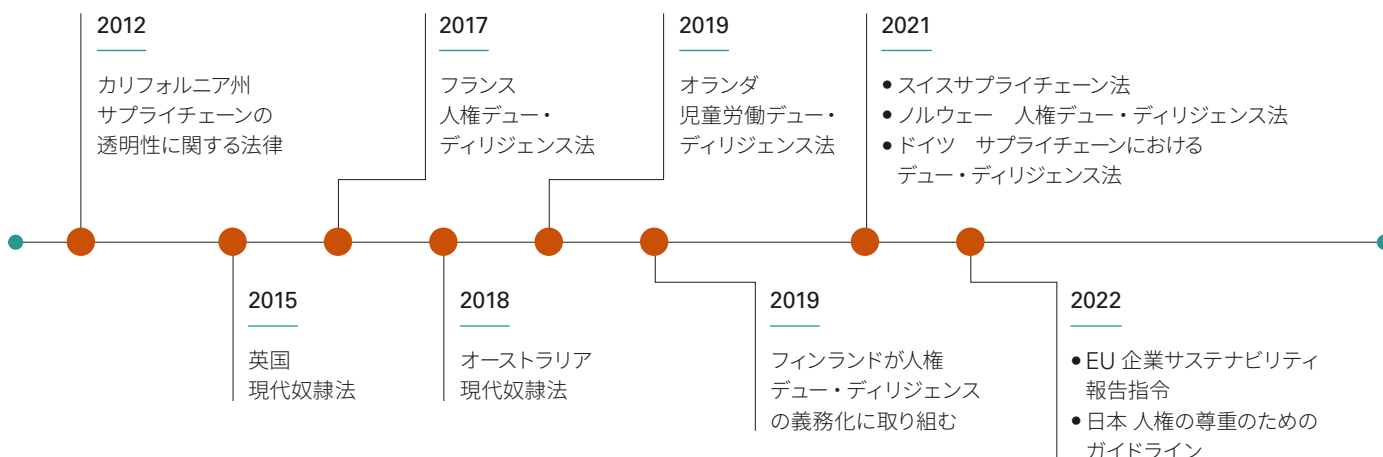 2012
カリフォルニア州
サプライチェーンの
透明性に関する法律
2017
フランス
人権デュー・
ディリジェンス法
2019
オランダ
児童労働デュー・
ディリジェンス法
2021
● スイスサプライチェーン法
● ノルウェー　人権デュー・ディリジェンス法
● ドイツ　サプライチェーンにおける
デュー・ディリジェンス法
2015
英国
現代奴隷法
2018
オーストラリア
現代奴隷法
2019
フィンランドが人権
デュー・ディリジェンス
の義務化に取り組む
2022
● EU 企業サステナビリティ
報告指令
● 日本 人権の尊重のための
ガイドライン